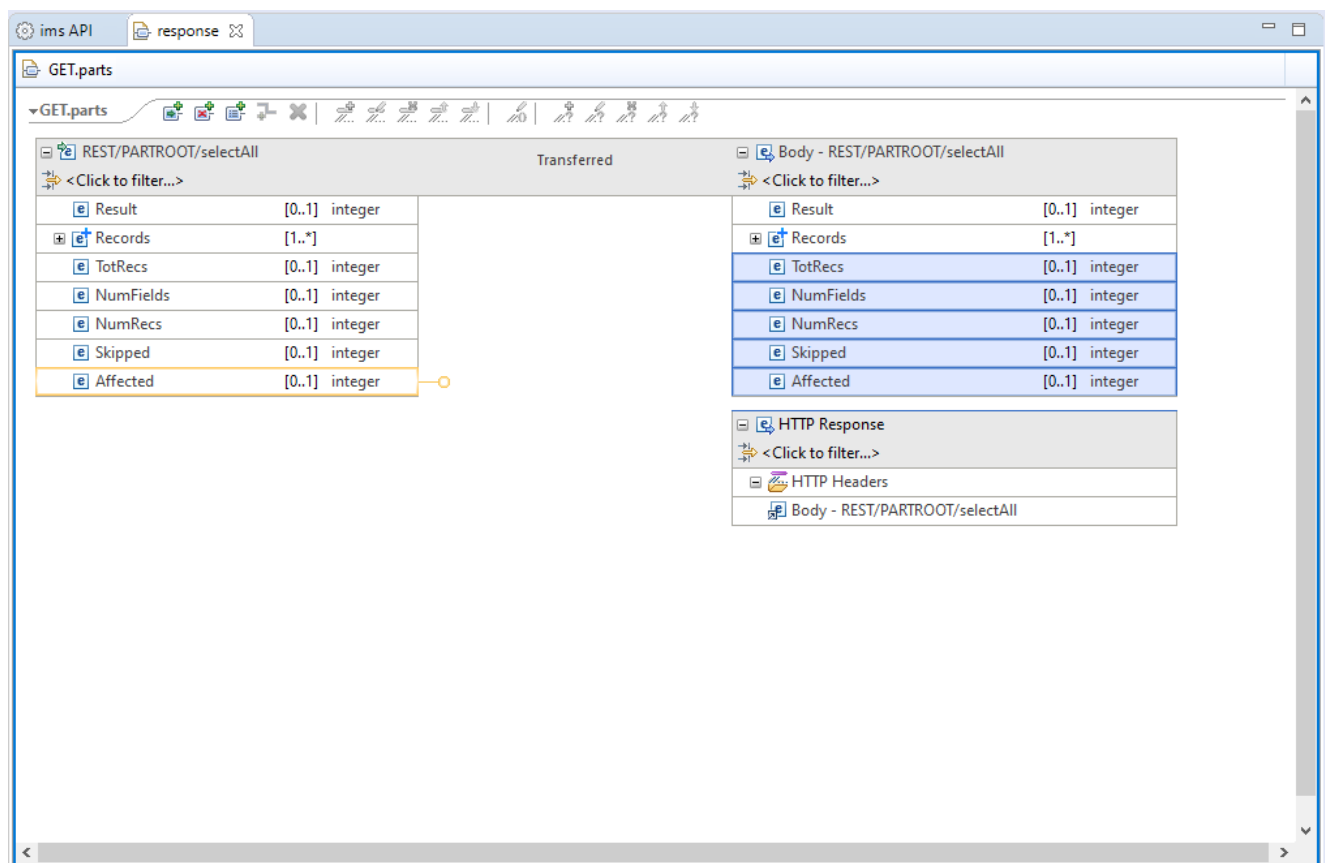 ims API response
GET.parts
GET.parts
REST/PARTROOT/selectAll
<Click to filter...>
Result [0..1] integer
Records [1..*]
TotRecs [0..1] integer
NumFields [0..1] integer
NumRecs [0..1] integer
Skipped [0..1] integer
Affected [0..1] integer
Transferred
Body - REST/PARTROOT/selectAll
<Click to filter...>
Result [0..1] integer
Records [1..*]
TotRecs [0..1] integer
NumFields [0..1] integer
NumRecs [0..1] integer
Skipped [0..1] integer
Affected [0..1] integer
HTTP Response
<Click to filter...>
HTTP Headers
Body - REST/PARTROOT/selectAll